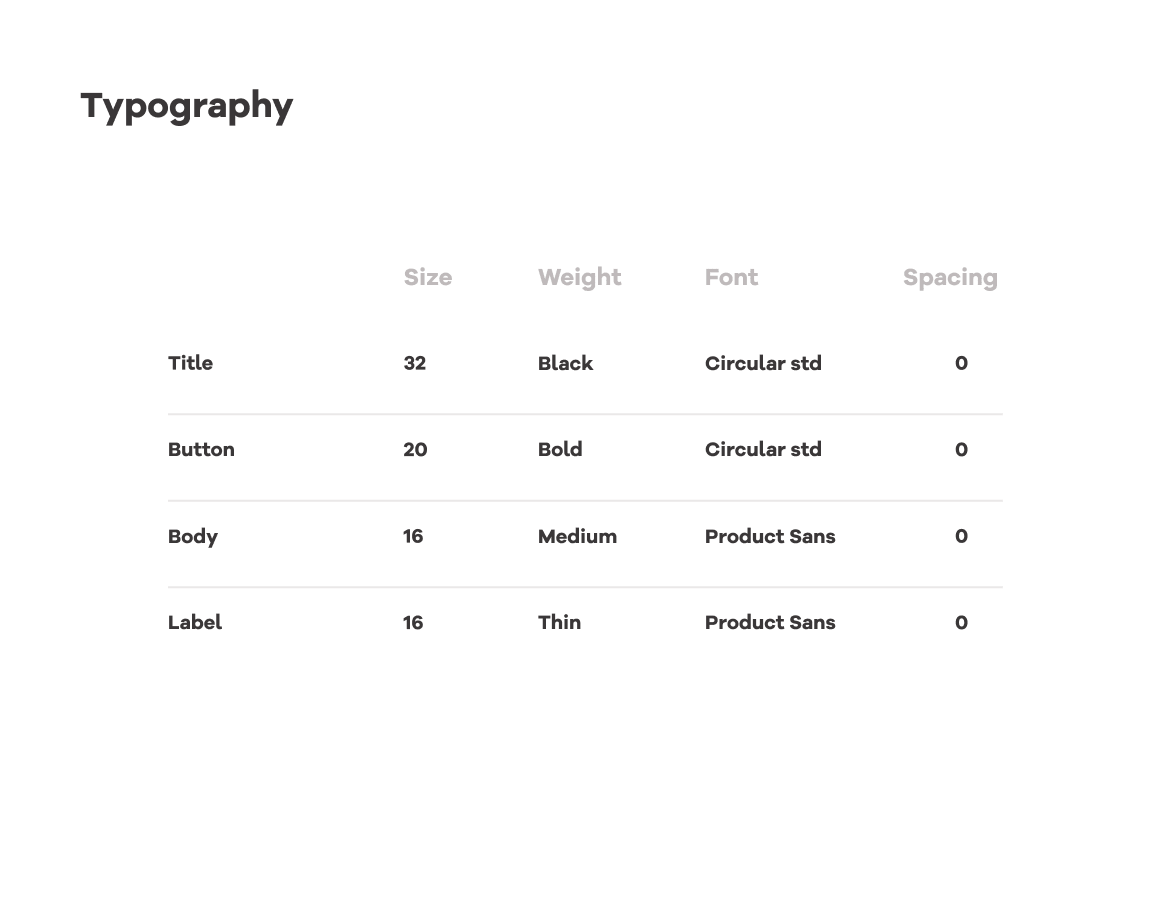 Typography
Size Weight Font Spacing
Title 32 Black Circular std 0
Button 20 Bold Circular std 0
Body 16 Medium Product Sans 0
Label 16 Thin Product Sans 0